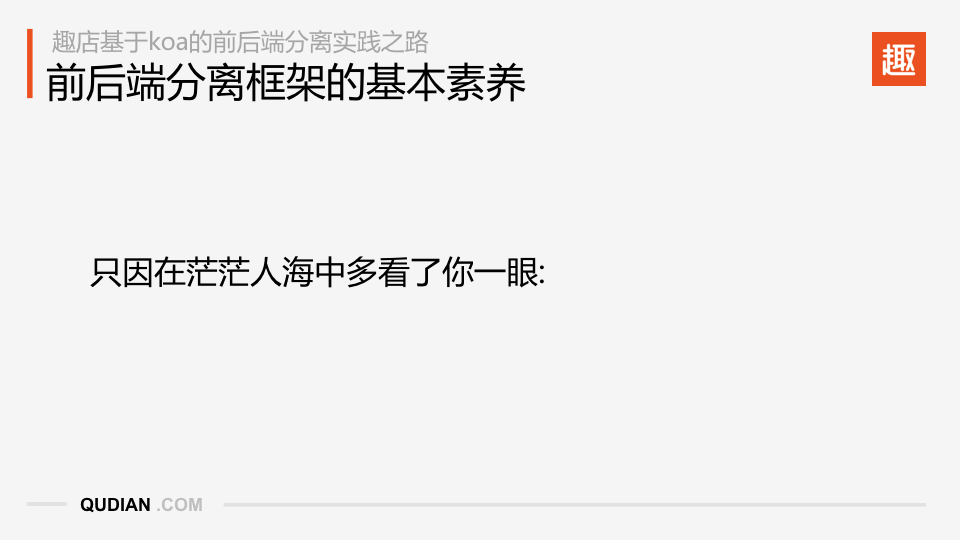 趣店基于koa的前后端分离实践之路
前后端分离框架的基本素养
趣
只因在茫茫人海中多看了你一眼:
QUDIAN .COM